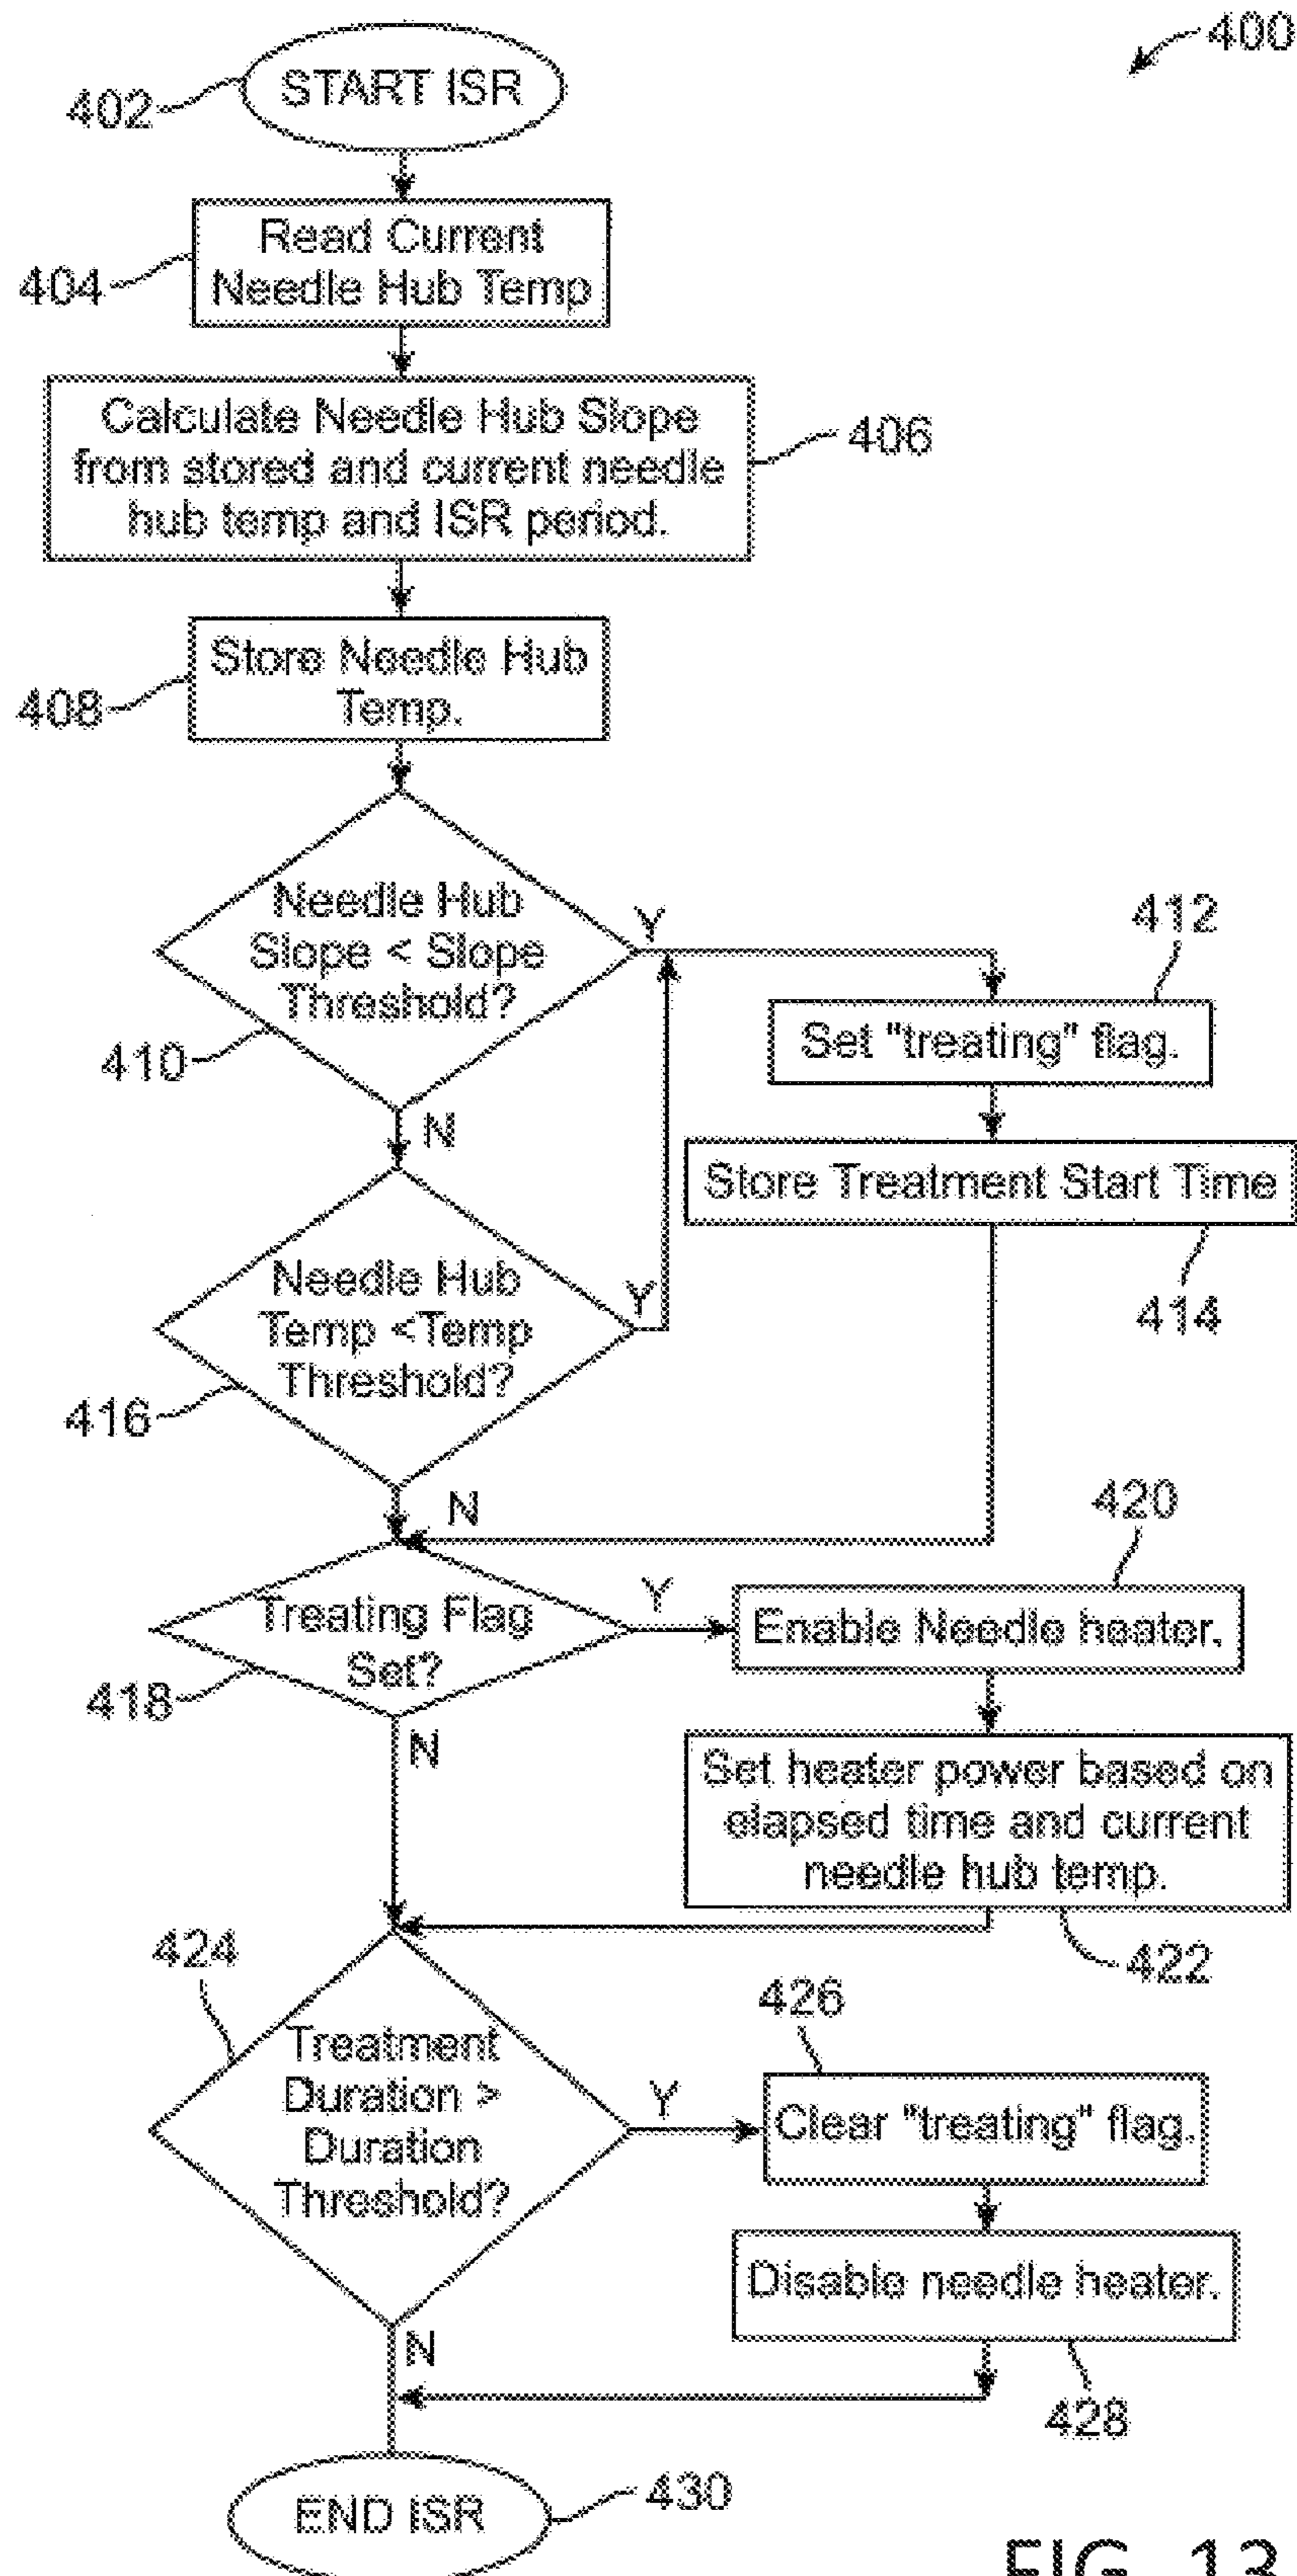 400
START ISR
402
Read Current
Needle Hub Temp
404
Calculate Needle Hub Slope
from stored and current needle
hub temp and ISR period.
406
Store Needle Hub
Temp.
408
Needle Hub
Slope < Slope
Threshold?
Y
410
N
412
Set "treating" flag.
Store Treatment Start Time
414
Needle Hub
Temp <Temp
Threshold?
Y
416
N
Treating Flag
Set?
Y
418
N
420
Enable Needle heater.
Set heater power based on
elapsed time and current
needle hub temp.
422
424
Treatment
Duration >
Duration
Threshold?
Y
N
426
Clear "treating" flag.
Disable needle heater.
428
END ISR
430
FIG. 13